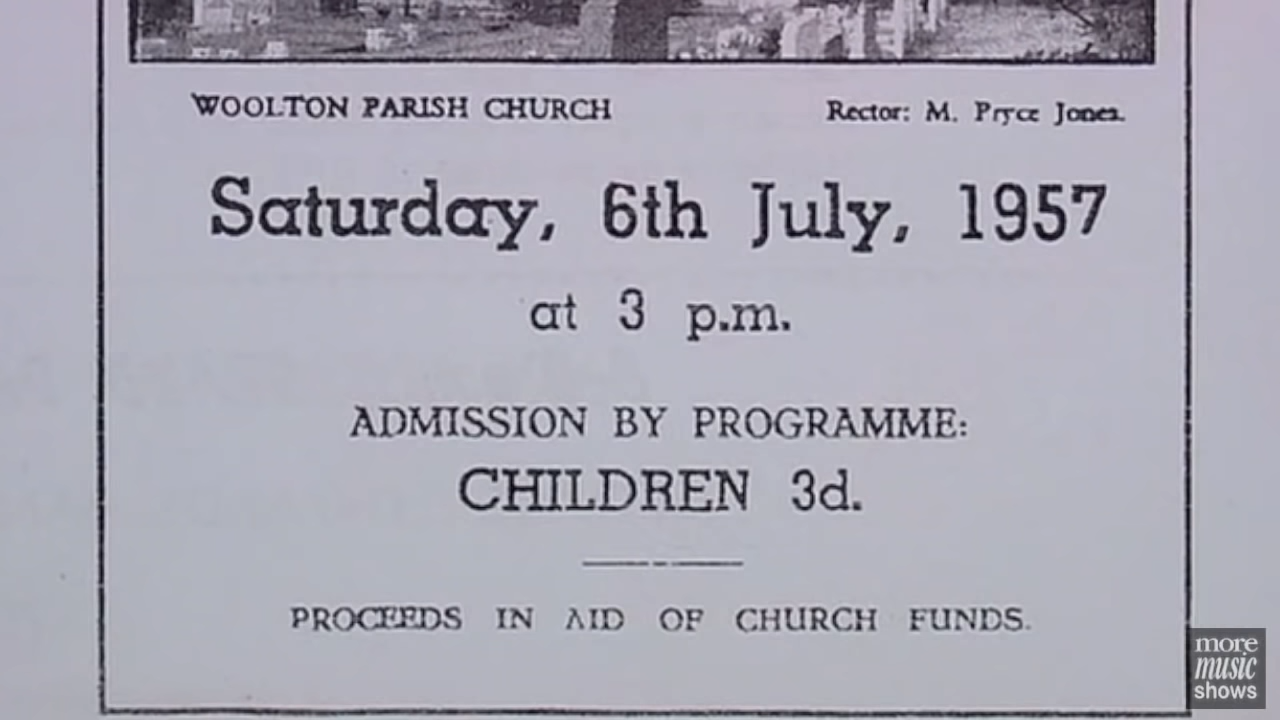 WOOLTON PARISH CHURCH Rector: M. Pryce Jones.
Saturday, 6th July, 1957
at 3 p.m.
ADMISSION BY PROGRAMME:
CHILDREN 3d.
PROCEEDS IN AID OF CHURCH FUNDS.
more
music
shows